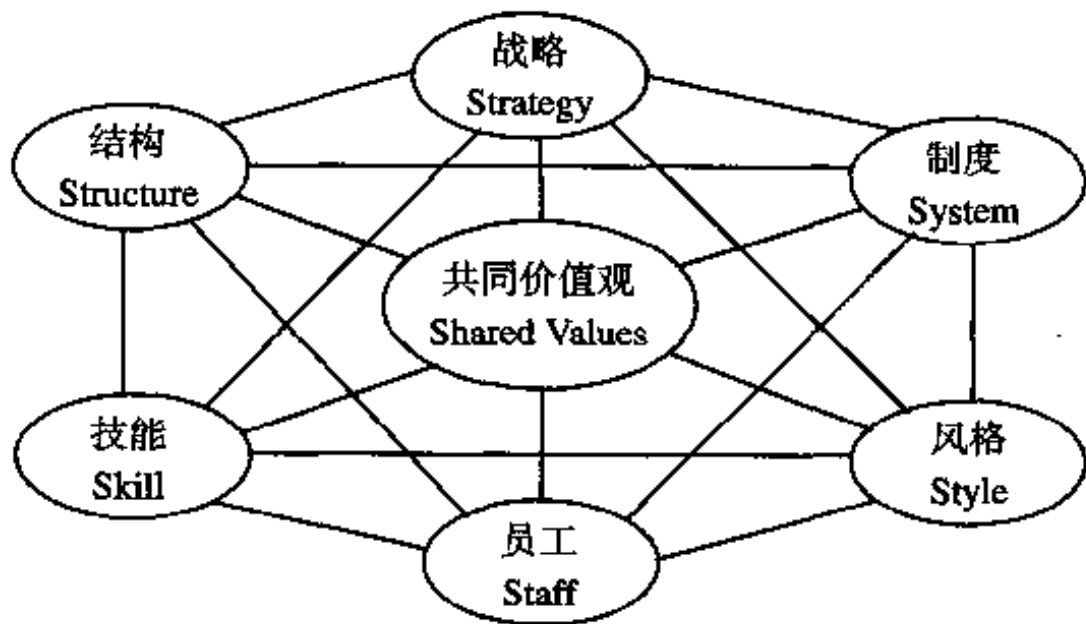 战略
Strategy
结构
Structure
制度
System
共同价值观
Shared Values
技能
Skill
风格
Style
员工
Staff